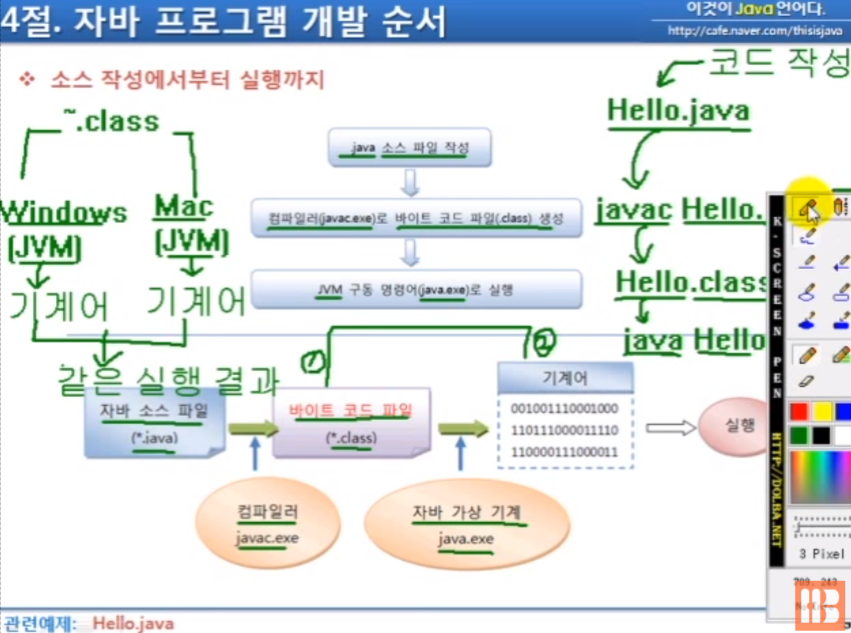 4절. 자바 프로그램 개발 순서
이것이 Java 언어다.
http://cafe.naver.com/thisisjava
❖ 소스 작성에서부터 실행까지
코드 작성
~.class
Hello.java
.java 소스 파일 작성
Windows
(JVM)
Mac
(JVM)
컴파일러(javac.exe)로 바이트 코드 파일(.class) 생성
javac Hello.
기계어
기계어
JVM 구동 명령어(java.exe)로 실행
Hello.class
java Hello
같은 실행 결과
①
②
자바 소스 파일
(*.java)
바이트 코드 파일
(*.class)
기계어
001001110001000
110111000011110
110000111000011
실행
컴파일러
javac.exe
자바 가상 기계
java.exe
관련예제: Hello.java
K-SCREEN PEN
HTTP://DOLBA.NET
3 Pixel
709, 243